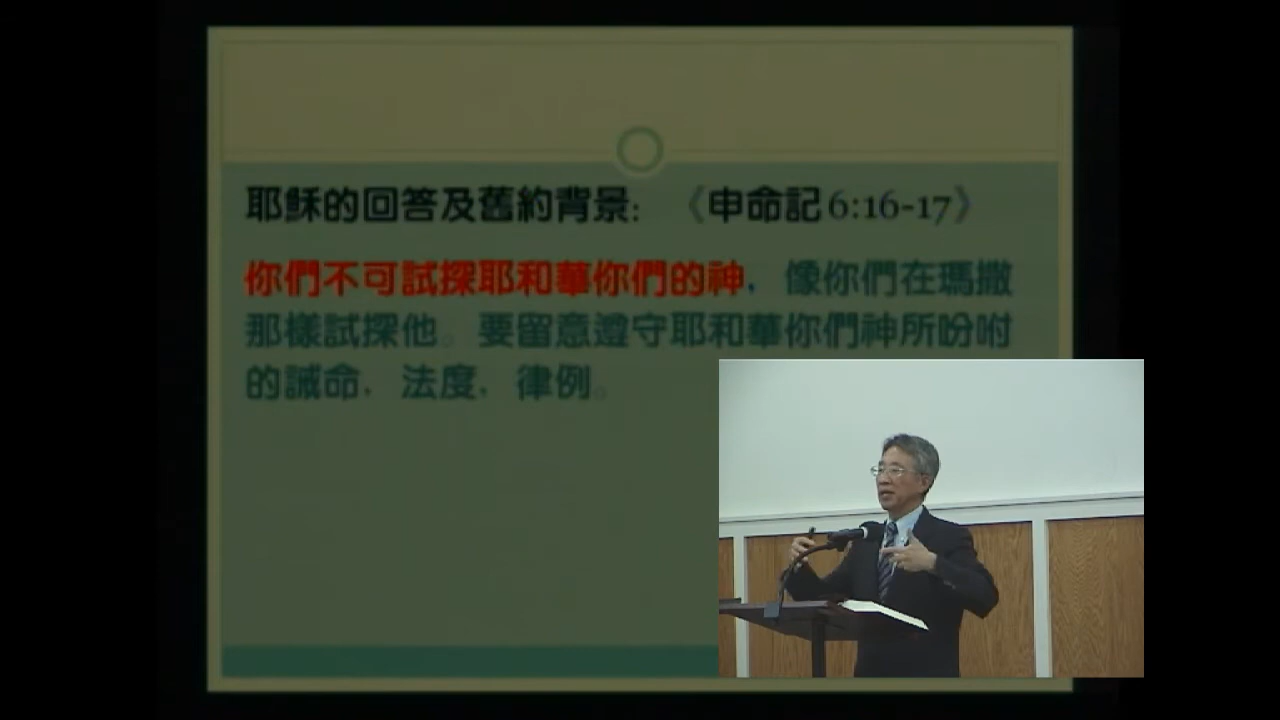 耶穌的回答及舊約背景: 《申命記6:16-17》
你們不可試探耶和華你們的神, 像你們在瑪撒
那樣試探他。要留意遵守耶和華你們神所吩咐
的誡命, 法度, 律例。